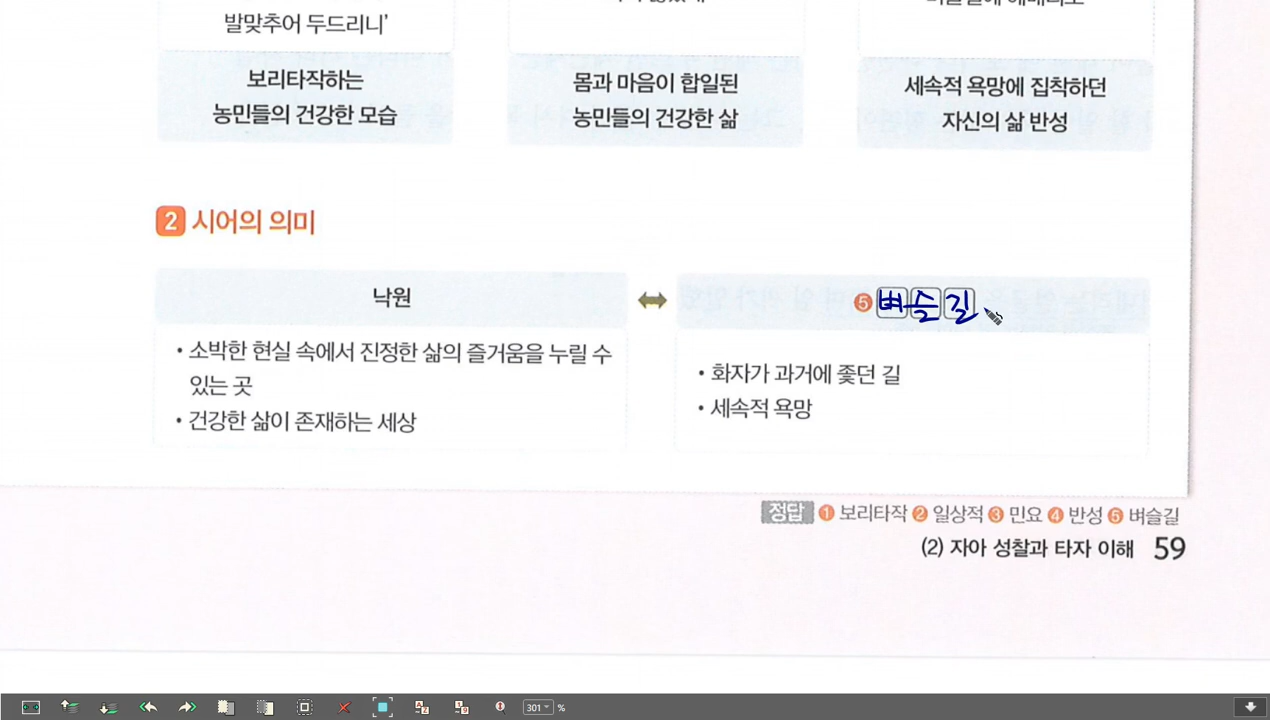 발맞추어 두드리니’
보리타작하는
농민들의 건강한 모습
몸과 마음이 합일된
농민들의 건강한 삶
세속적 욕망에 집착하던
자신의 삶 반성
2 시어의 의미
낙원
⑤ 벼슬길
• 소박한 현실 속에서 진정한 삶의 즐거움을 누릴 수
있는 곳
• 건강한 삶이 존재하는 세상
• 화자가 과거에 좇던 길
• 세속적 욕망
정답 ① 보리타작 ② 일상적 ③ 민요 ④ 반성 ⑤ 벼슬길
(2) 자아 성찰과 타자 이해 59
301 %